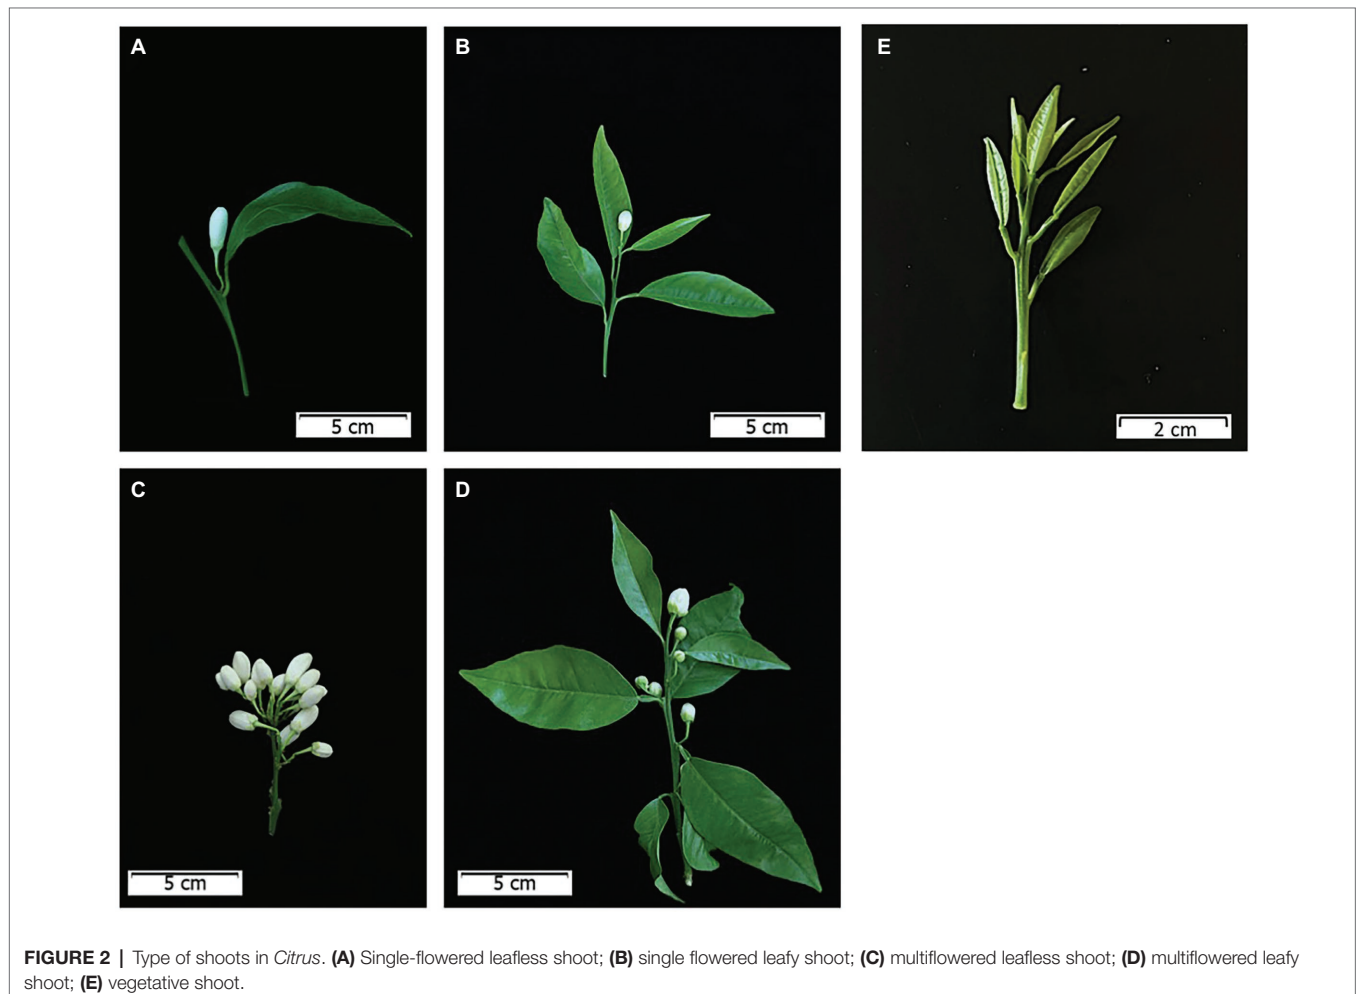 A
B
E
5 cm
5 cm
2 cm
C
D
5 cm
5 cm
FIGURE 2 | Type of shoots in Citrus. (A) Single-flowered leafless shoot; (B) single flowered leafy shoot; (C) multiflowered leafless shoot; (D) multiflowered leafy
shoot; (E) vegetative shoot.